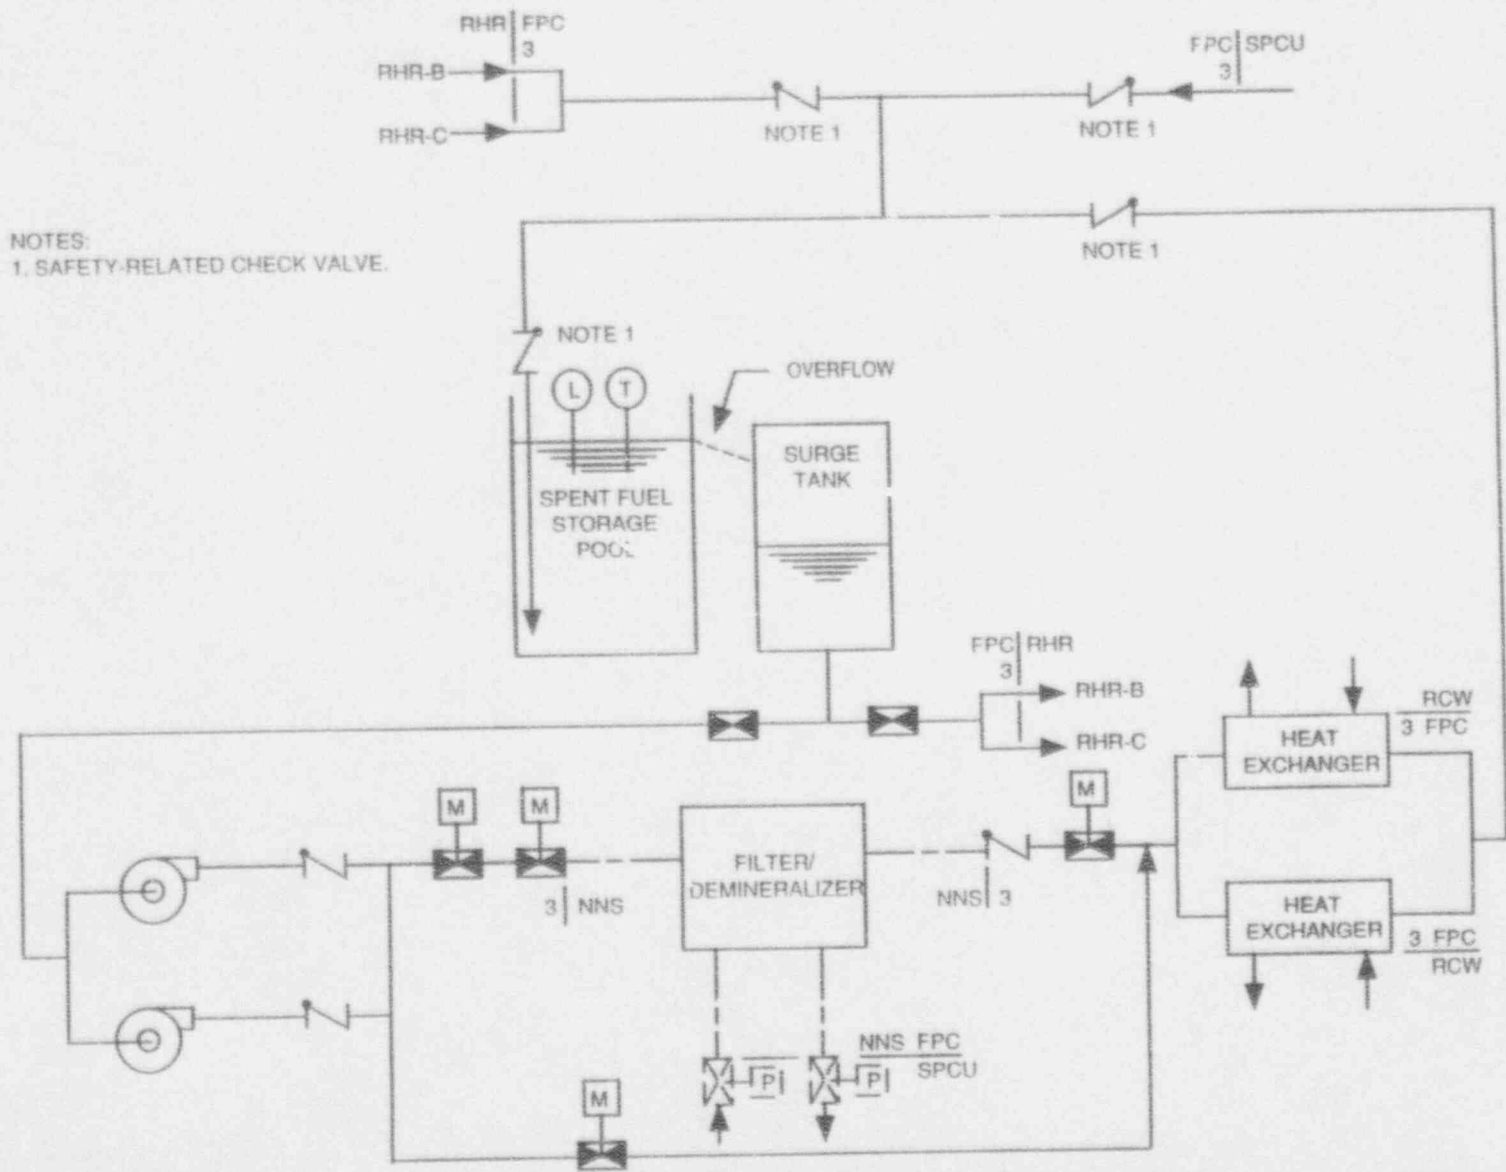 RHR FPC
3
FPC SPCU
3
RHR-B
RHR-C
NOTE 1
NOTE 1
NOTE 1
NOTES:
1. SAFETY-RELATED CHECK VALVE.
NOTE 1
OVERFLOW
L
T
SURGE
TANK
SPENT FUEL
STORAGE
POOL
FPC RHR
3
RHR-B
RHR-C
RCW
3 FPC
HEAT
EXCHANGER
M
M
M
FILTER/
DEMINERALIZER
3 NNS
NNS 3
HEAT
EXCHANGER
3 FPC
RCW
NNS FPC
SPCU
P
P
M